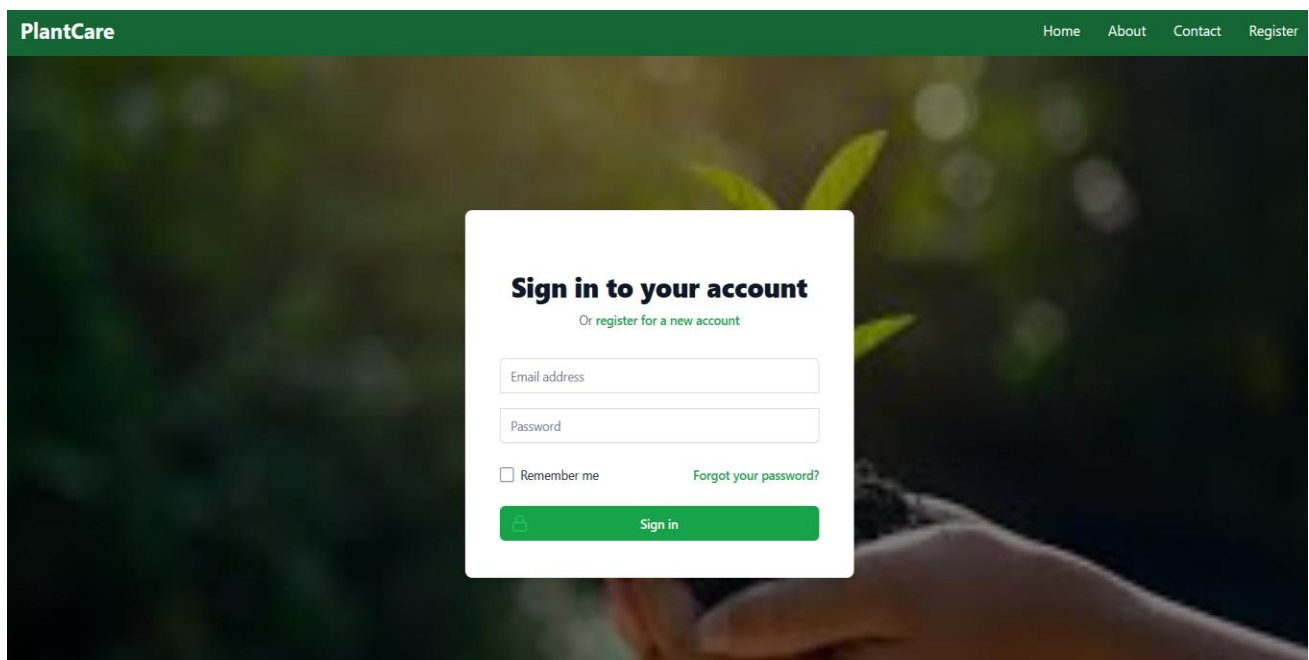 PlantCare
Home About Contact Register
Sign in to your account
Or register for a new account
Email address
Password
Remember me Forgot your password?
Sign in